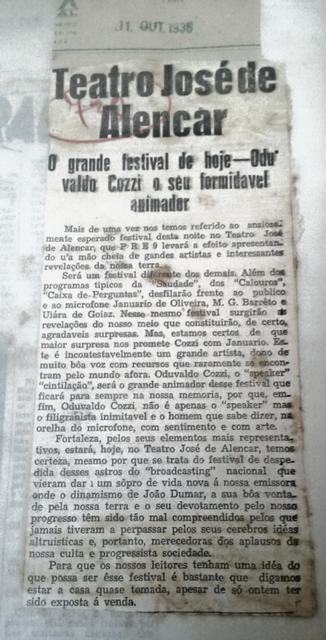 11. OUT. 1936
Teatro José de
Alencar
O grande festival de hoje—Odu
valdo Cozzi o seu formidavel
animador
Mais de uma vez nos temos referido ao ansiosa-
mente esperado festival desta noite no Teatro José
de Alencar, que P R E 9 levará a efeito apresentan-
do u'a mão cheia de gandes artistas e interessantes
revelações da nossa terra.
Será um festival diferente dos demais. Além dos
programas típicos da "Saudade", dos "Calouros",
"Caixa de Perguntas", desfilarão frente ao publico
e ao microfone Januario de Oliveira, M. G. Barrêto e
Uiára de Goiaz. Nesse mesmo festival surgirão as
revelações do nosso meio que constituirão, de certo,
agradaveis surpresas. Mas, estamos certos de que
maior surpresa nos promete Cozzi com Januario. Es-
te é incontestavelmente um grande artista, dono de
muito bôa voz com recursos que raramente se encon-
tram pelo mundo afora. Oduvaldo Cozzi, o "speaker"
"cintilação", será o grande animador desse festival que
ficará para sempre na nossa memoria, por que, em-
fim, Oduvaldo Cozzi não é apenas o "speaker" mas
o filigranista inimitavel e o homem que sabe dizer, na
orelha do microfone, com sentimento e com arte.
Fortaleza, pelos seus elementos mais representa-
tivos, estará, hoje, no Teatro José de Alencar, temos
certeza, mesmo por que se trata do festival de despe-
dida desses astros do "broadcasting" nacional que
vieram dar um sôpro de vida nova á nossa emissora
onde o dinamismo de João Dumar, a sua bôa vonta-
de pela nossa terra e o seu devotamento pelo nosso
progresso têm sido tão mal compreendidos pelos que
jamais tiveram a perpassar pelos seus cerebros idéas
altruisticas e, portanto, merecedoras dos aplausos da
nossa culta e progressista sociedade.
Para que os nossos leitores tenham uma idéa do
que possa ser êsse festival é bastante que digamos
estar a casa quase tomada, apesar de só ontem ter
sido exposta á venda.